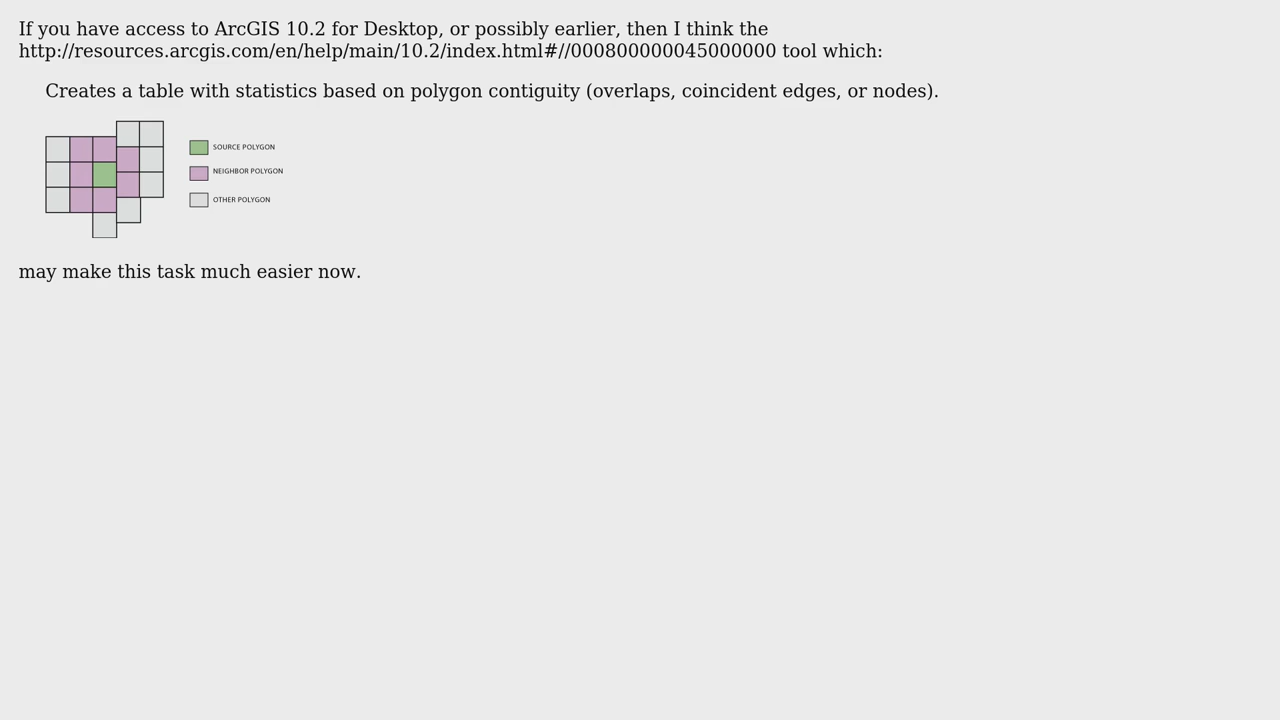 If you have access to ArcGIS 10.2 for Desktop, or possibly earlier, then I think the
http://resources.arcgis.com/en/help/main/10.2/index.html#//000800000045000000 tool which:
Creates a table with statistics based on polygon contiguity (overlaps, coincident edges, or nodes).
SOURCE POLYGON
NEIGHBOR POLYGON
OTHER POLYGON
may make this task much easier now.